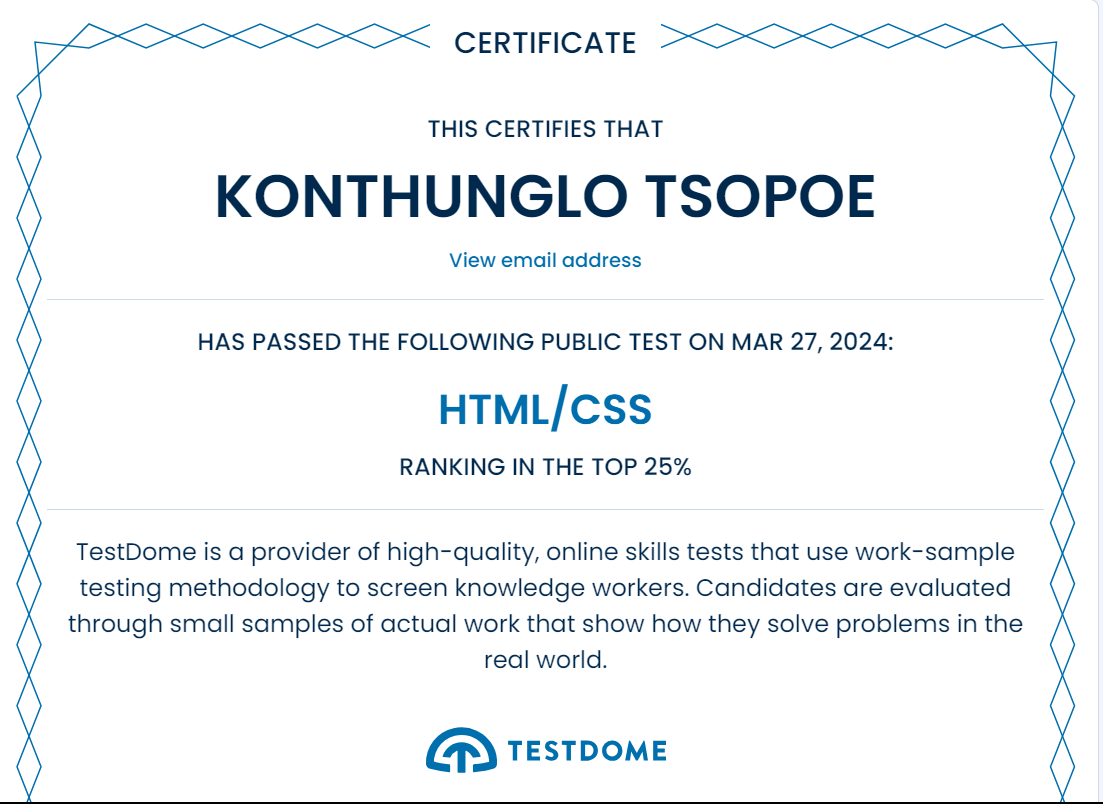 CERTIFICATE
THIS CERTIFIES THAT
KONTHUNGLO TSOPOE
View email address
HAS PASSED THE FOLLOWING PUBLIC TEST ON MAR 27, 2024:
HTML/CSS
RANKING IN THE TOP 25%
TestDome is a provider of high-quality, online skills tests that use work-sample
testing methodology to screen knowledge workers. Candidates are evaluated
through small samples of actual work that show how they solve problems in the
real world.
TESTDOME